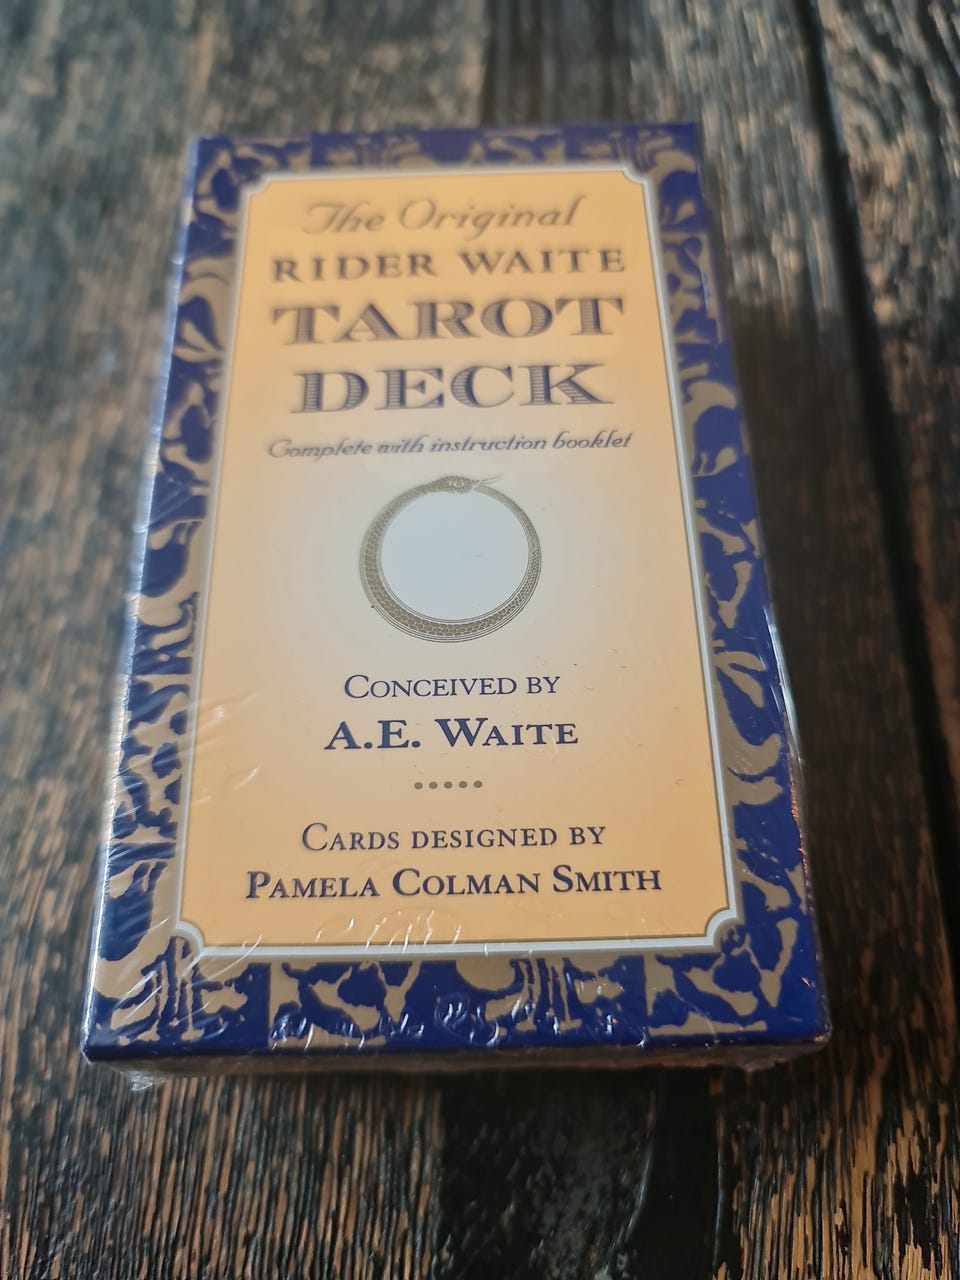 The Original
RIDER WAITE
TAROT
DECK
Complete with instruction booklet
CONCEIVED BY
A.E. WAITE
CARDS DESIGNED BY
PAMELA COLMAN SMITH